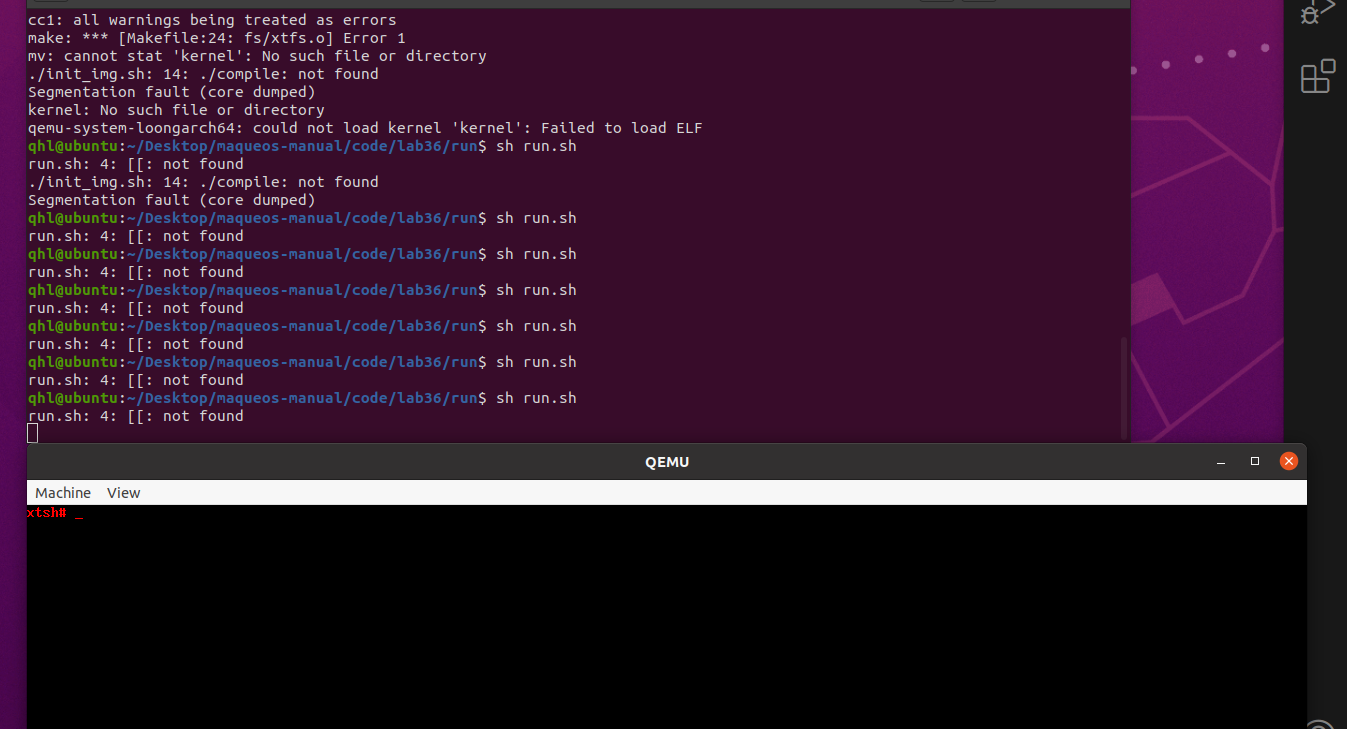 cc1: all warnings being treated as errors
make: *** [Makefile:24: fs/xtfs.o] Error 1
mv: cannot stat 'kernel': No such file or directory
./init_img.sh: 14: ./compile: not found
Segmentation fault (core dumped)
kernel: No such file or directory
qemu-system-loongarch64: could not load kernel 'kernel': Failed to load ELF
qhl@ubuntu:~/Desktop/maqueos-manual/code/lab36/run$ sh run.sh
run.sh: 4: [[: not found
./init_img.sh: 14: ./compile: not found
Segmentation fault (core dumped)
qhl@ubuntu:~/Desktop/maqueos-manual/code/lab36/run$ sh run.sh
run.sh: 4: [[: not found
qhl@ubuntu:~/Desktop/maqueos-manual/code/lab36/run$ sh run.sh
run.sh: 4: [[: not found
qhl@ubuntu:~/Desktop/maqueos-manual/code/lab36/run$ sh run.sh
run.sh: 4: [[: not found
qhl@ubuntu:~/Desktop/maqueos-manual/code/lab36/run$ sh run.sh
run.sh: 4: [[: not found
qhl@ubuntu:~/Desktop/maqueos-manual/code/lab36/run$ sh run.sh
run.sh: 4: [[: not found
qhl@ubuntu:~/Desktop/maqueos-manual/code/lab36/run$ sh run.sh
run.sh: 4: [[: not found
QEMU
Machine View
xtsh# _